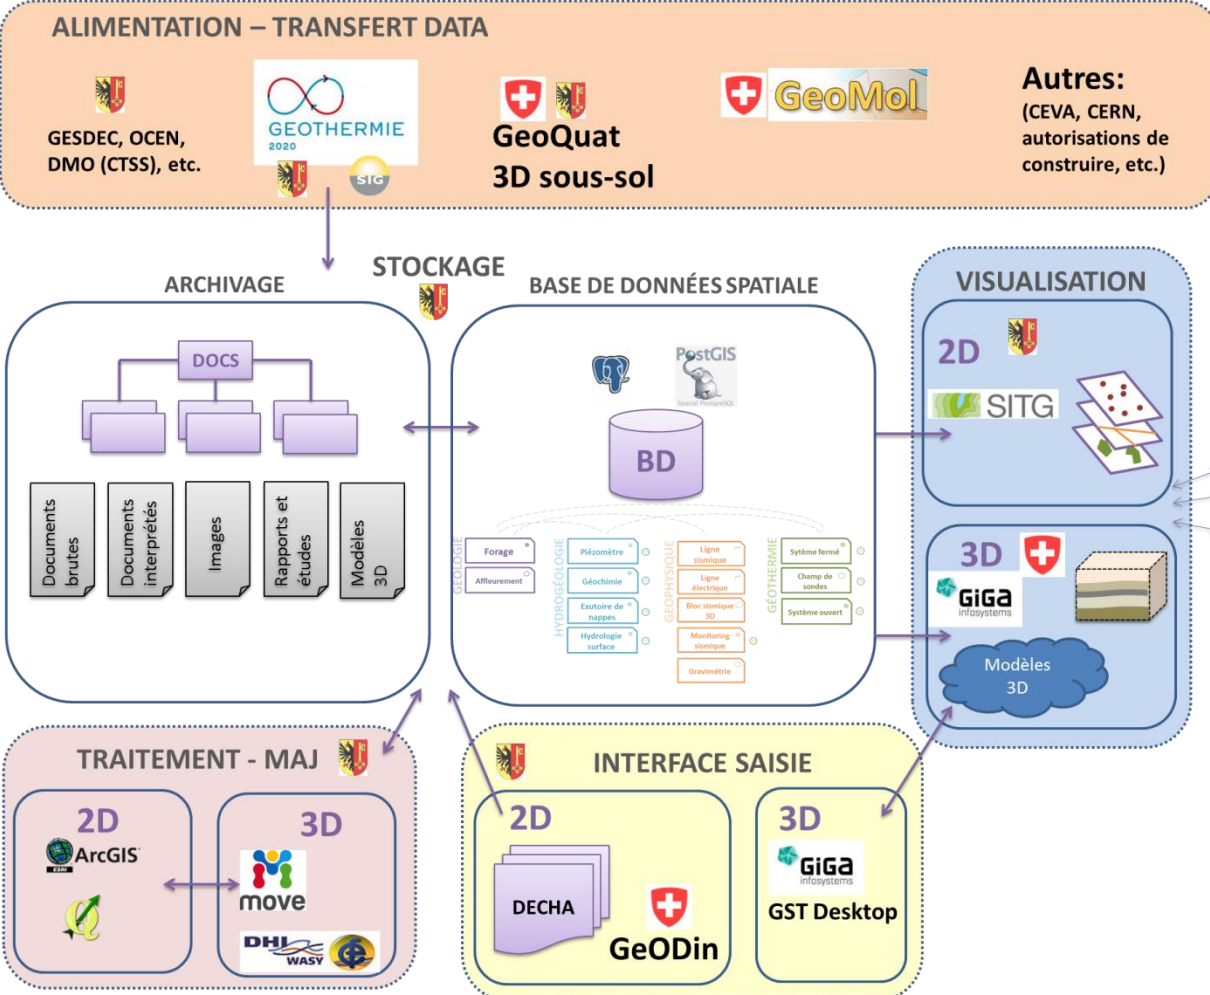 ALIMENTATION – TRANSFERT DATA
GESDEC, OCEN,
DMO (CTSS), etc.
GEOTHERMIE
2020
SIG
GeoQuat
3D sous-sol
GeoMol
Autres:
(CEVA, CERN,
autorisations de
construire, etc.)
STOCKAGE
ARCHIVAGE
DOCS
Documents
brutes
Documents
interprétés
Images
Rapports et
études
Modèles
3D
BASE DE DONNÉES SPATIALE
PostGIS
Spatial PostgreSQL
BD
GÉOLOGIE
Forage
Affleurement
HYDROGÉOLOGIE
Piézomètre
Géochimie
Exutoire de
nappes
Hydrologie
surface
GEOPHYSIQUE
Ligne
sismique
Ligne
électrique
Bloc sismique
3D
Monitoring
sismique
Gravimétrie
GÉOTHERMIE
Sytème fermé
Champ de
sondes
Système ouvert
VISUALISATION
2D
SITG
3D
GiGa
infosystems
Modèles
3D
TRAITEMENT - MAJ
2D
ArcGIS
ESRI
3D
move
DHI
WASY
INTERFACE SAISIE
2D
DECHA
GeODin
3D
GiGa
infosystems
GST Desktop